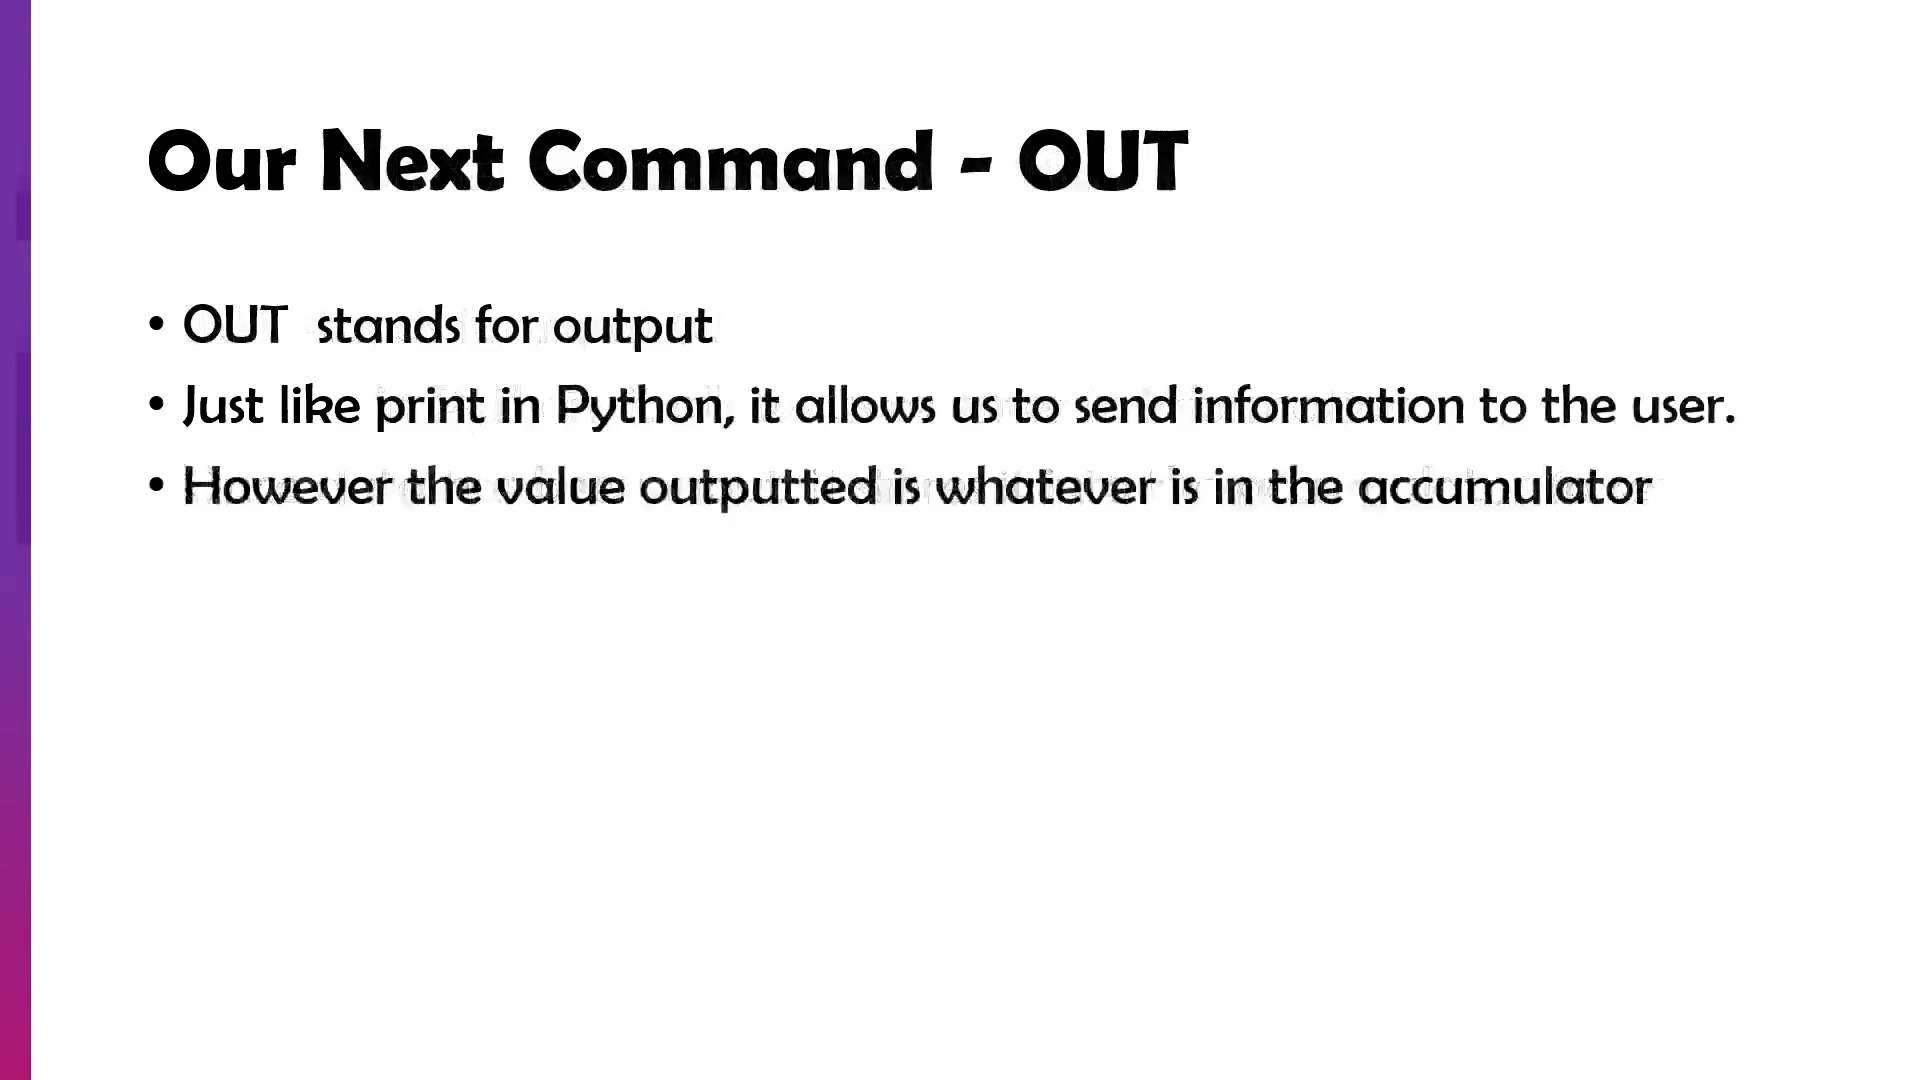 Our Next Command - OUT
• OUT  stands for output
• Just like print in Python, it allows us to send information to the user.
• However the value outputted is whatever is in the accumulator